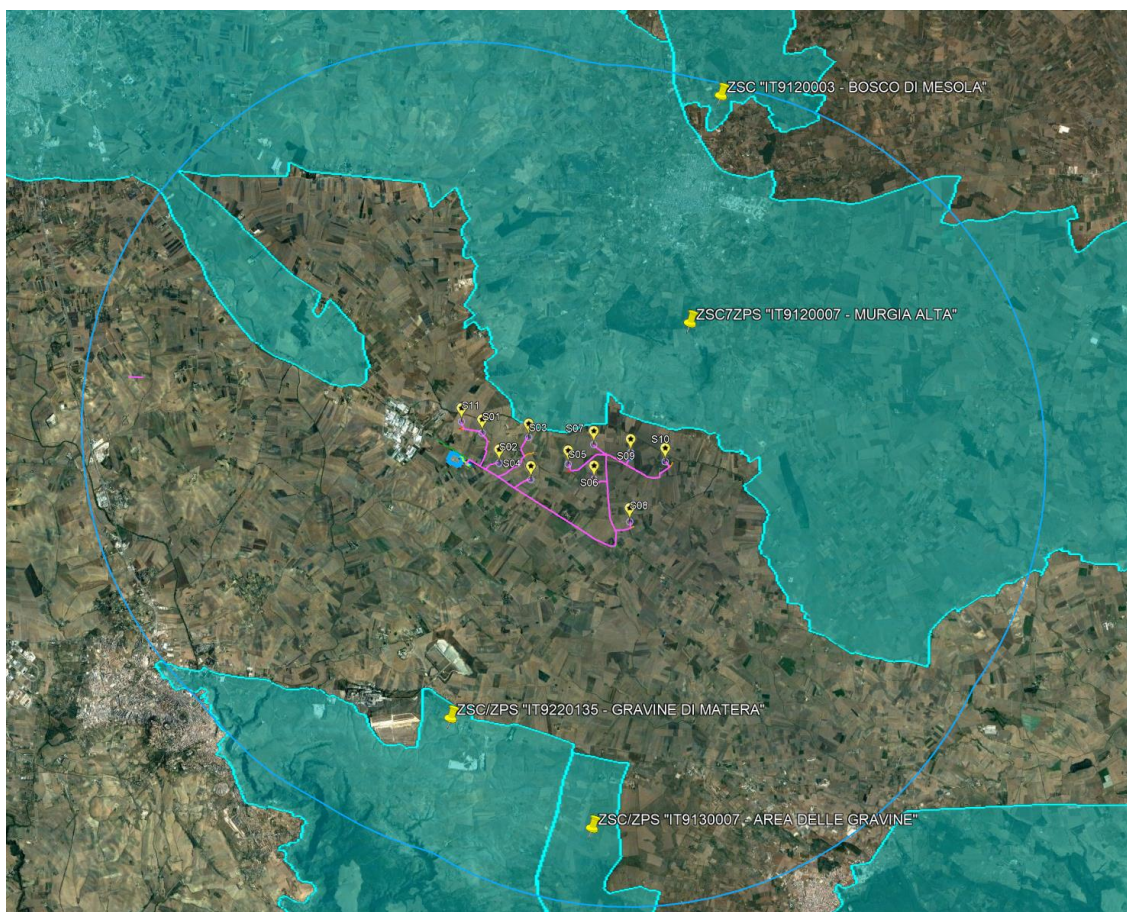 ZSC "IT9120003 - BOSCO DI MESOLA"
ZSC7ZPS "IT9120007 - MURGIA ALTA"
S11
S01
S03
S07
S02
S05
S10
S04
S09
S06
S08
ZSC/ZPS "IT9220135 - GRAVINE DI MATERA"
ZSC/ZPS "IT9130007 - AREA DELLE GRAVINE"